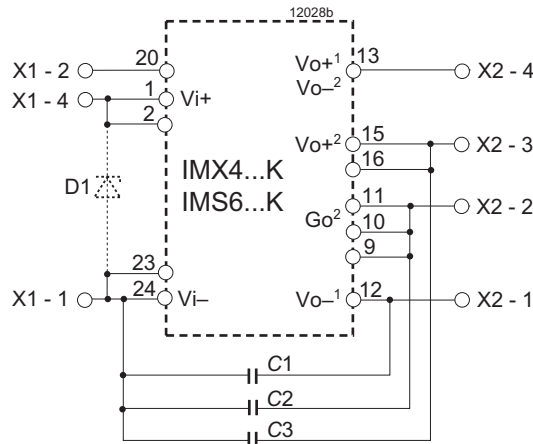 12028b
X1 - 2
20
Vo+¹
13
X2 - 4
Vo–²
X1 - 4
1
Vi+
2
Vo+²
15
X2 - 3
16
D1
IMX4...K
IMS6...K
11
X2 - 2
Go²
10
9
23
X1 - 1
24
Vi–
Vo–¹
12
X2 - 1
C1
C2
C3